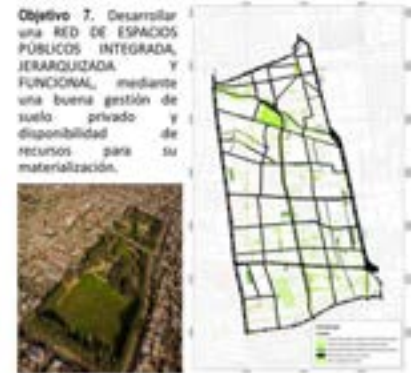 Objetivo 7. Desarrollar
una RED DE ESPACIOS
PÚBLICOS INTEGRADA,
JERARQUIZADA Y
FUNCIONAL, mediante
una buena gestión de
suelo privado y
disponibilidad de
recursos para su
materialización.